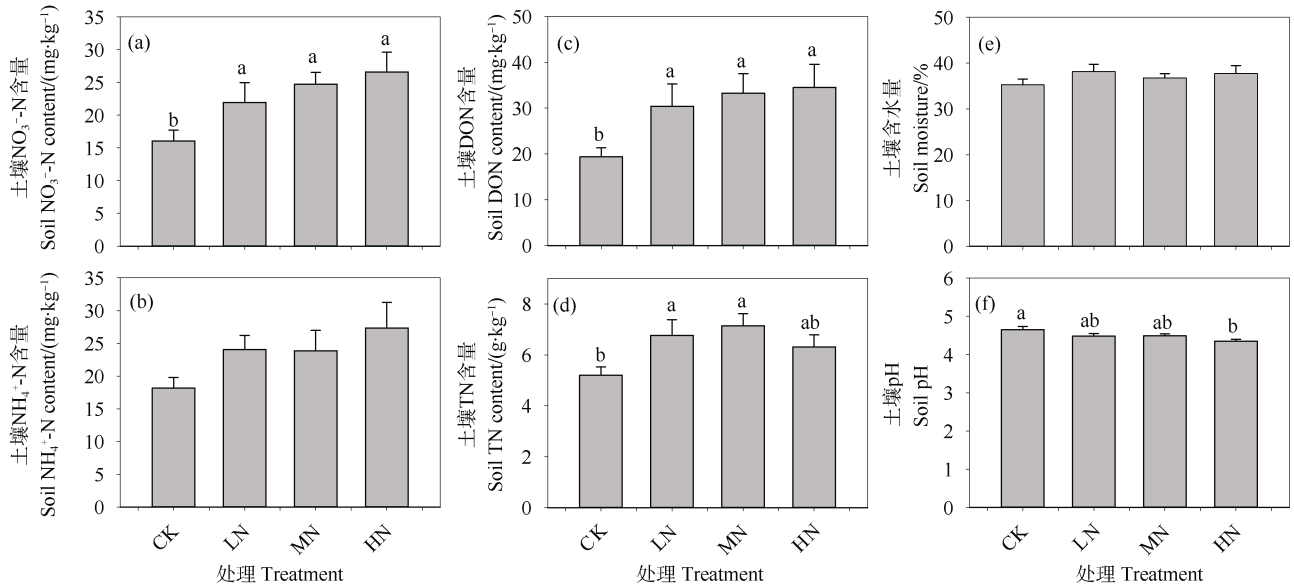 土壤NO₃⁻-N含量
Soil NO₃⁻-N content/(mg·kg⁻¹)
35
30
25
20
15
10
5
0
(a)
b
a
a
a
土壤DON含量
Soil DON content/(mg·kg⁻¹)
50
40
30
20
10
0
(c)
b
a
a
a
土壤含水量
Soil moisture/%
50
40
30
20
10
0
(e)
土壤NH₄⁺-N含量
Soil NH₄⁺-N content/(mg·kg⁻¹)
35
30
25
20
15
10
5
0
(b)
CK
LN
MN
HN
处理 Treatment
土壤TN含量
Soil TN content/(g·kg⁻¹)
8
6
4
2
0
(d)
b
a
a
ab
CK
LN
MN
HN
处理 Treatment
土壤pH
Soil pH
6
5
4
3
2
1
0
(f)
a
ab
ab
b
CK
LN
MN
HN
处理 Treatment